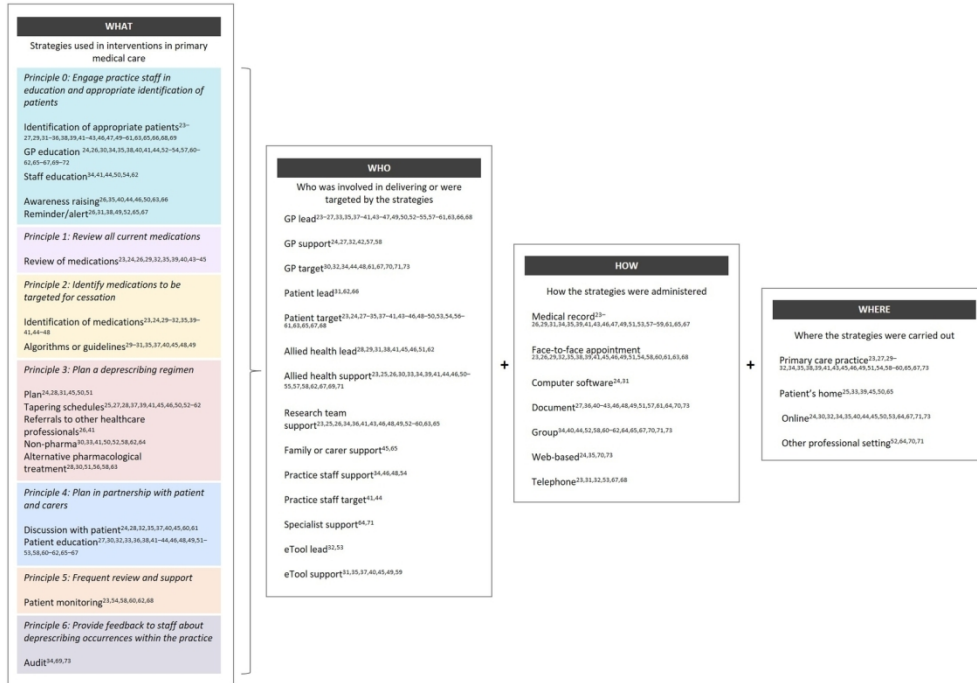 WHAT
Strategies used in interventions in primary
medical care
Principle 0: Engage practice staff in
education and appropriate identification of
patients
Identification of appropriate patients23–
27,29,31–36,38,39,41–43,46,47,49–61,63,65,66,68,69
GP education 24,26,30,34,35,38,40,41,44,52–54,57,60–
62,65–67,69–72
Staff education34,41,44,50,54,62
Awareness raising26,35,40,44,46,50,63,66
Reminder/alert26,31,38,49,52,65,67
Principle 1: Review all current medications
Review of medications23,24,26,29,32,35,39,40,43–45
Principle 2: Identify medications to be
targeted for cessation
Identification of medications23,24,29–32,35,39–
41,44–48
Algorithms or guidelines29–31,35,37,40,45,48,49
Principle 3: Plan a deprescribing regimen
Plan24,28,31,45,50,51
Tapering schedules25,27,28,37,39,41,45,46,50,52–62
Referrals to other healthcare
professionals26,41
Non-pharma30,33,41,50,52,58,62,64
Alternative pharmacological
treatment28,30,51,56,58,63
Principle 4: Plan in partnership with patient
and carers
Discussion with patient24,28,32,35,37,40,45,60,61
Patient education27,30,32,33,36,38,41–44,46,48,49,51–
53,58,60–62,65–67
Principle 5: Frequent review and support
Patient monitoring23,54,58,60,62,68
Principle 6: Provide feedback to staff about
deprescribing occurrences within the practice
Audit34,69,73
WHO
Who was involved in delivering or were
targeted by the strategies
GP lead23–27,33,35,37–41,43–47,49,50,52–55,57–61,63,66,68
GP support24,27,32,42,57,58
GP target30,32,34,44,48,61,67,70,71,73
Patient lead31,62,66
Patient target23,24,27–35,37–41,43,46–48,50,53,54,56–
61,63,65,67,68
Allied health lead28,29,31,38,41,45,46,51,62
Allied health support23,25,26,30,33,34,39,41,44,46,50–
55,57,58,62,67,69,71
Research team
support23,25,26,34,36,41,43,46,48,49,52–60,63,65
Family or carer support45,65
Practice staff support34,46,48,54
Practice staff target41,44
Specialist support64,71
eTool lead32,53
eTool support31,35,37,40,45,49,59
+
HOW
How the strategies were administered
Medical record23–
26,29,31,34,35,39,41,43,46,47,49,51,53,57–59,61,65,67
Face-to-face appointment
23,26,29,32,35,38,39,41,45,46,49,51,54,58,60,61,63,68
Computer software24,31
Document27,36,40–43,46,48,49,51,57,61,64,70,73
Group34,40,44,52,58,60–62,64,65,67,70,71,73
Web-based24,35,70,73
Telephone23,31,32,53,67,68
+
WHERE
Where the strategies were carried out
Primary care practice23,27,29–
32,34,35,38,39,41,43,45,46,49,51,54,58–60,65,67,73
Patient's home25,33,39,45,50,65
Online24,30,32,34,35,40,44,45,50,53,64,67,71,73
Other professional setting52,64,70,71